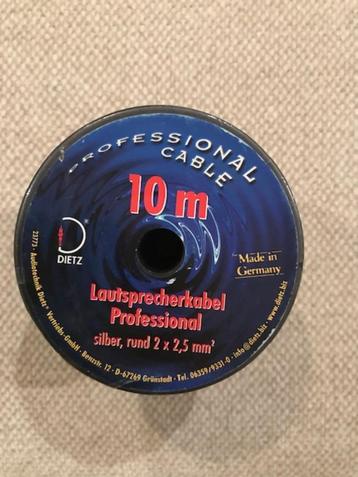 PROFESSIONAL
CABLE
10 m
DIETZ
®
Made in
Germany
Lautsprecherkabel
Professional
silber, rund 2 x 2,5 mm²
23273 · Audiotechnik Dietz® Vertriebs-GmbH · Benzstr. 12 · D-67269 Grünstadt · Tel. 06359/9331-0 · info@dietz.biz · www.dietz.biz